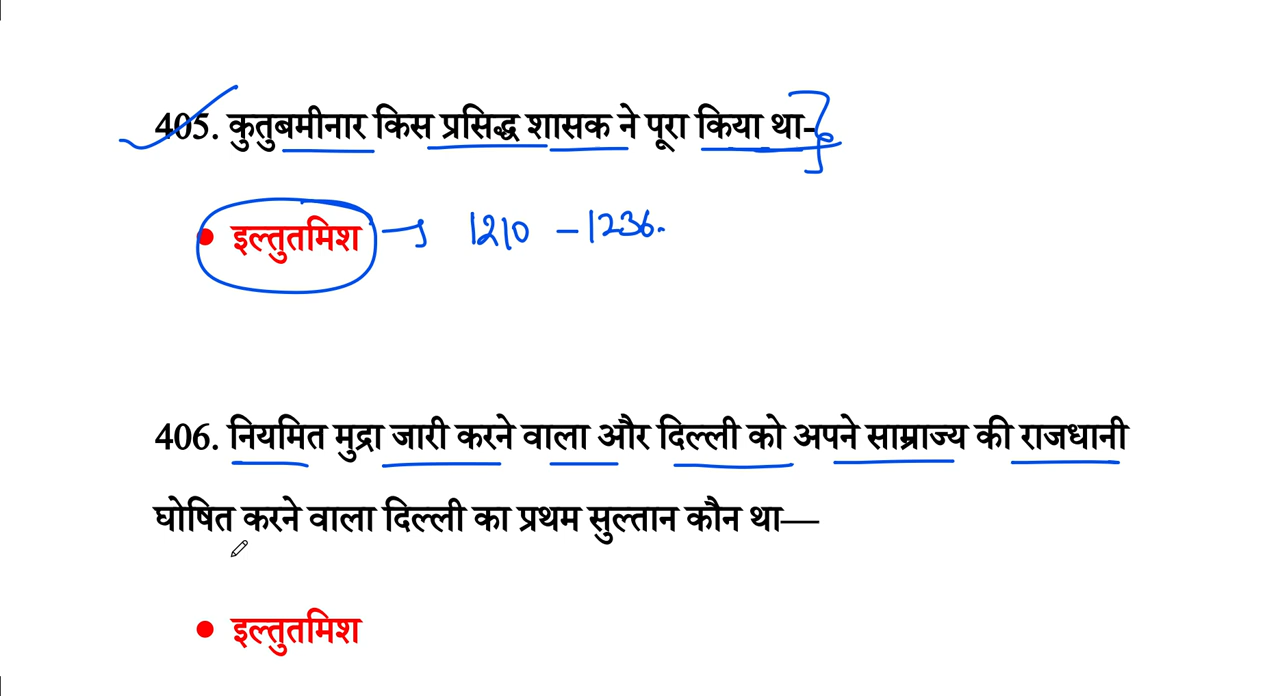 405. कुतुबमीनार किस प्रसिद्ध शासक ने पूरा किया था-
• इल्तुतमिश → 1210 - 1236.
406. नियमित मुद्रा जारी करने वाला और दिल्ली को अपने साम्राज्य की राजधानी
घोषित करने वाला दिल्ली का प्रथम सुल्तान कौन था—
• इल्तुतमिश